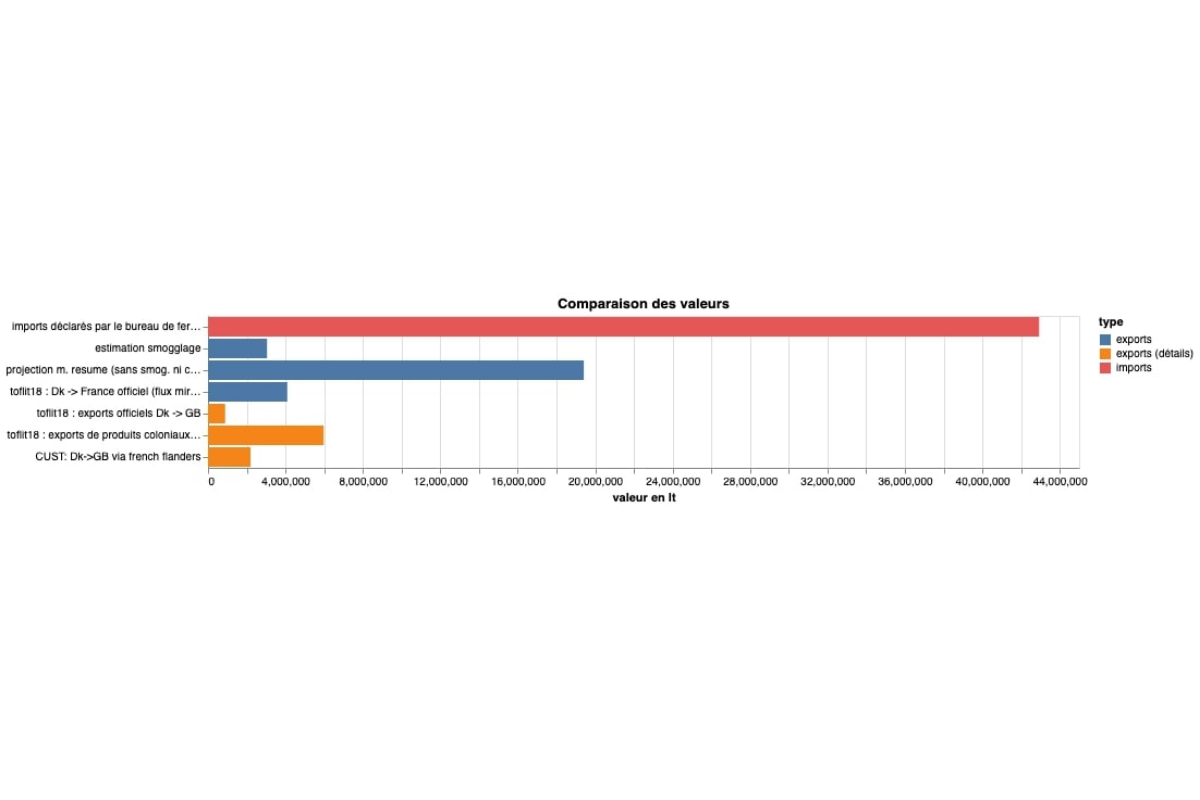 Comparaison des valeurs
imports déclarés par le bureau de fer…
estimation smogglage
projection m. resume (sans smog. ni c…
toflit18 : Dk -> France officiel (flux mir…
toflit18 : exports officiels Dk -> GB
toflit18 : exports de produits coloniaux…
CUST: Dk->GB via french flanders
0 4,000,000 8,000,000 12,000,000 16,000,000 20,000,000 24,000,000 28,000,000 32,000,000 36,000,000 40,000,000 44,000,000
valeur en lt
type
exports
exports (détails)
imports